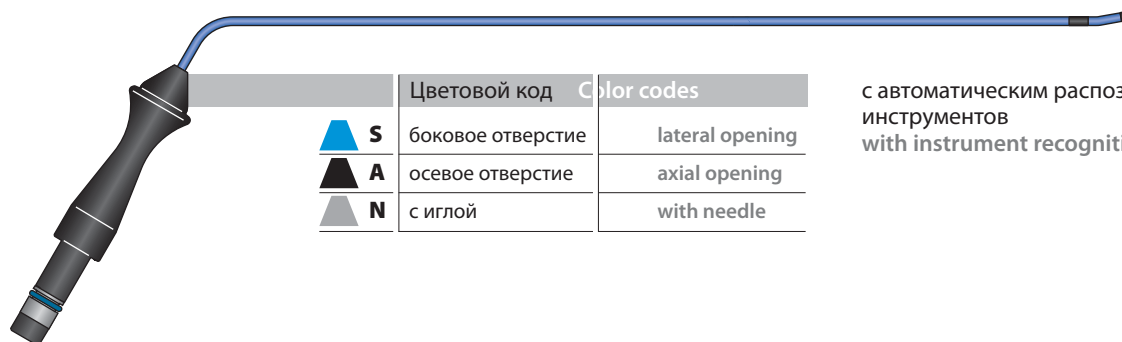 Цветовой код Color codes
S боковое отверстие lateral opening
A осевое отверстие axial opening
N с иглой with needle
с автоматическим
инструментов
with instrument